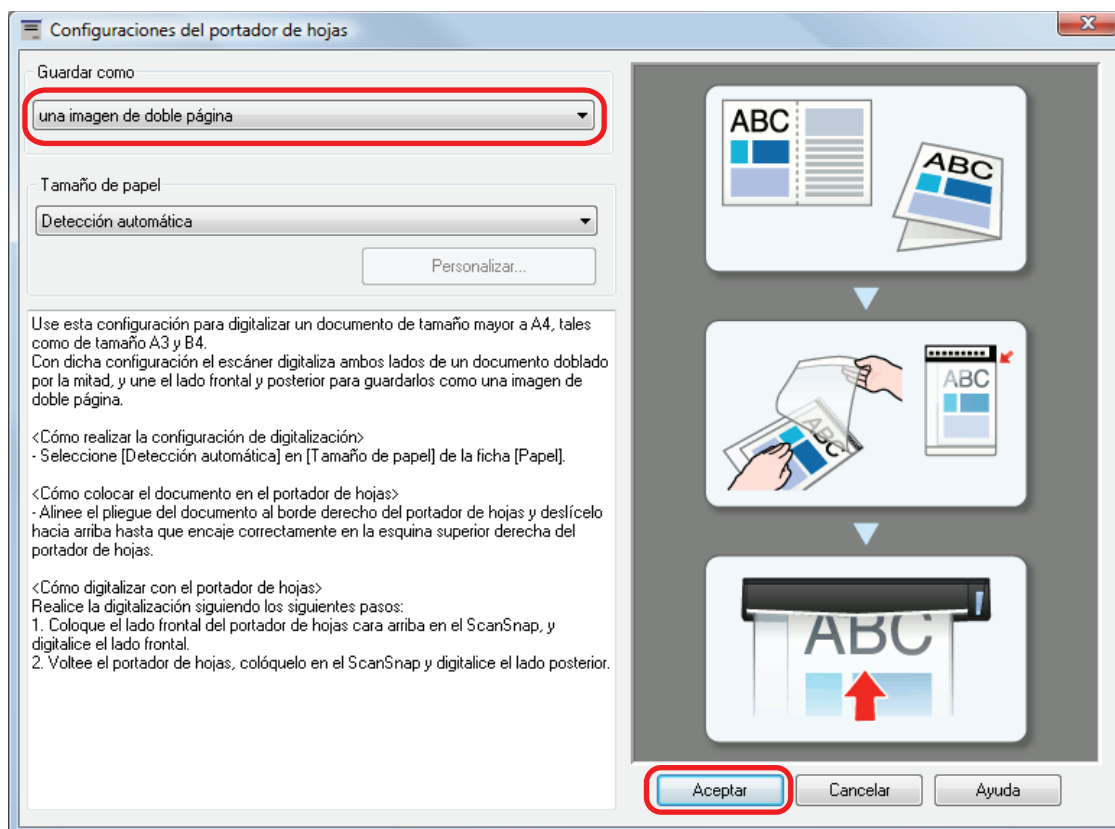 Configuraciones del portador de hojas
Guardar como
una imagen de doble página
Tamaño de papel
Detección automática
Personalizar...
Use esta configuración para digitalizar un documento de tamaño mayor a A4, tales
como de tamaño A3 y B4.
Con dicha configuración el escáner digitaliza ambos lados de un documento doblado
por la mitad, y une el lado frontal y posterior para guardarlos como una imagen de
doble página.
<Cómo realizar la configuración de digitalización>
- Seleccione [Detección automática] en [Tamaño de papel] de la ficha [Papel].
<Cómo colocar el documento en el portador de hojas>
- Alinee el pliegue del documento al borde derecho del portador de hojas y deslícelo
hacia arriba hasta que encaje correctamente en la esquina superior derecha del
portador de hojas.
<Cómo digitalizar con el portador de hojas>
Realice la digitalización siguiendo los siguientes pasos:
1. Coloque el lado frontal del portador de hojas cara arriba en el ScanSnap, y
digitalice el lado frontal.
2. Voltee el portador de hojas, colóquelo en el ScanSnap y digitalice el lado posterior.
ABC
ABC
ABC
ABC
ABC
Aceptar
Cancelar
Ayuda